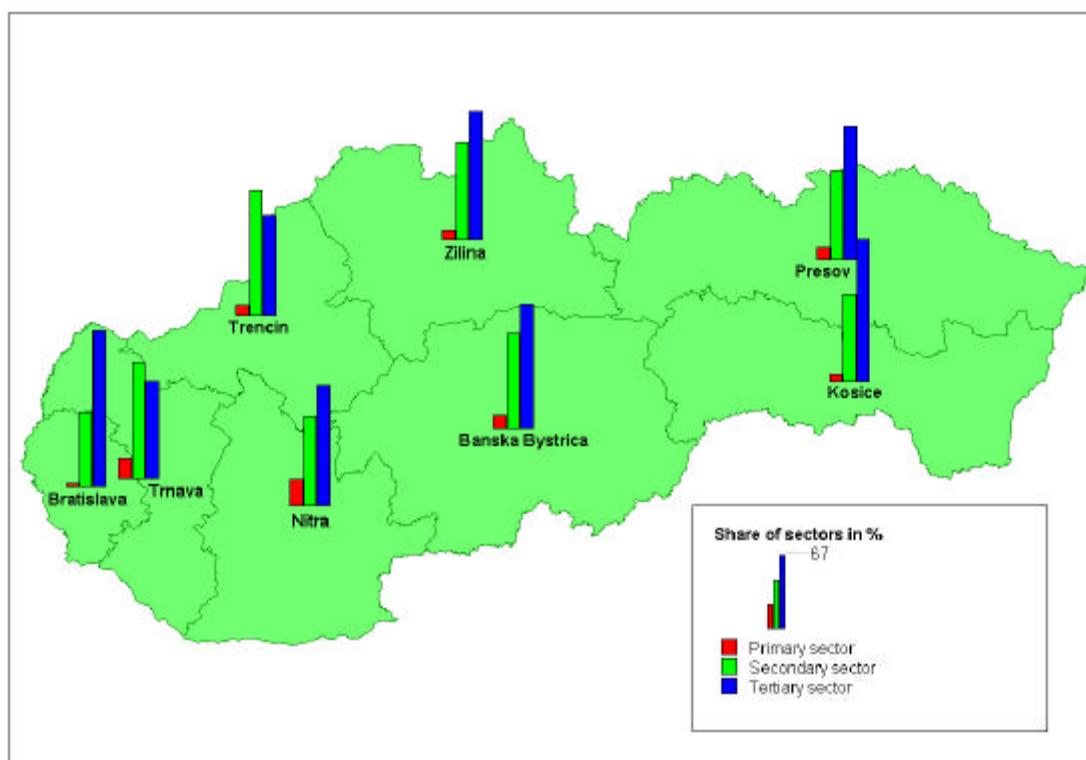 Zilina
Presov
Trencin
Kosice
Banska Bystrica
Bratislava
Trnava
Nitra
Share of sectors in %
67
Primary sector
Secondary sector
Tertiary sector